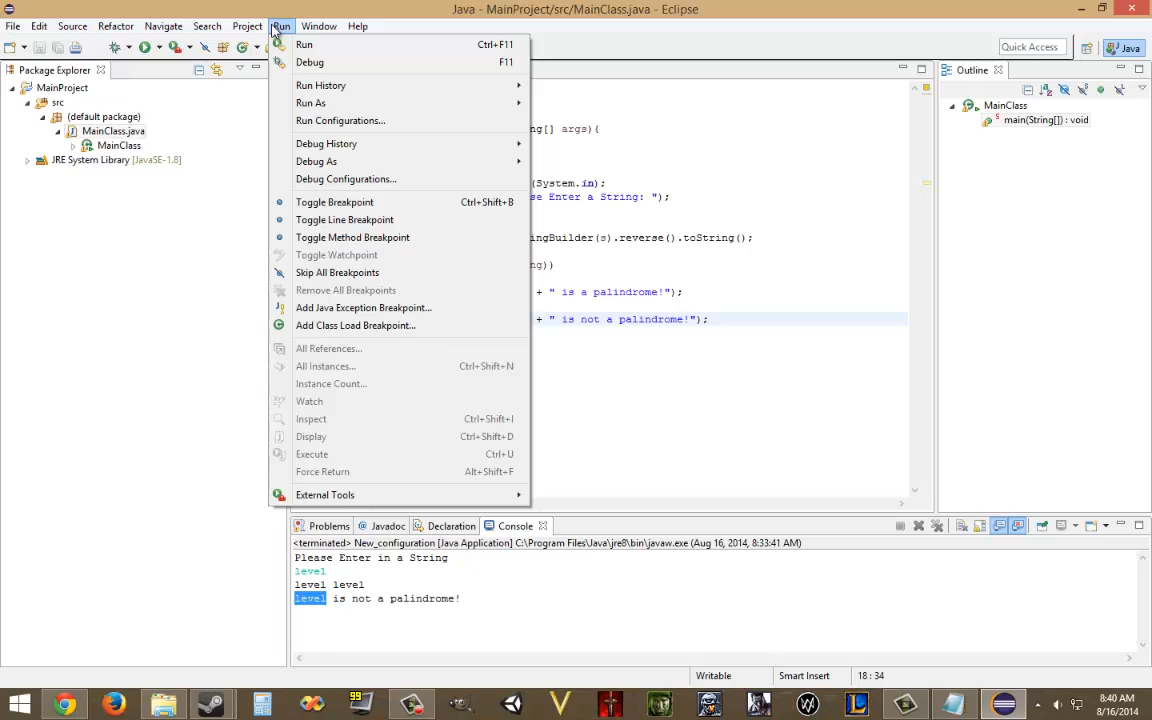 Java - MainProject/src/MainClass.java - Eclipse
File Edit Source Refactor Navigate Search Project Run Window Help
Quick Access
Java
Package Explorer
MainProject
src
(default package)
MainClass.java
MainClass
JRE System Library [JavaSE-1.8]
Run Ctrl+F11
Debug F11
Run History
Run As
Run Configurations...
Debug History
Debug As
Debug Configurations...
Toggle Breakpoint Ctrl+Shift+B
Toggle Line Breakpoint
Toggle Method Breakpoint
Toggle Watchpoint
Skip All Breakpoints
Remove All Breakpoints
Add Java Exception Breakpoint...
Add Class Load Breakpoint...
All References...
All Instances... Ctrl+Shift+N
Instance Count...
Watch
Inspect Ctrl+Shift+I
Display Ctrl+Shift+D
Execute Ctrl+U
Force Return Alt+Shift+F
External Tools
ng[] args){
(System.in);
se Enter a String: ");
ngBuilder(s).reverse().toString();
ng))
+ " is a palindrome!");
+ " is not a palindrome!");
Outline
MainClass
main(String[]) : void
Problems @ Javadoc Declaration Console
<terminated> New_configuration [Java Application] C:\Program Files\Java\jre8\bin\javaw.exe (Aug 16, 2014, 8:33:41 AM)
Please Enter in a String
level
level level
level is not a palindrome!
Writable Smart Insert 18 : 34
99
8:40 AM
8/16/2014